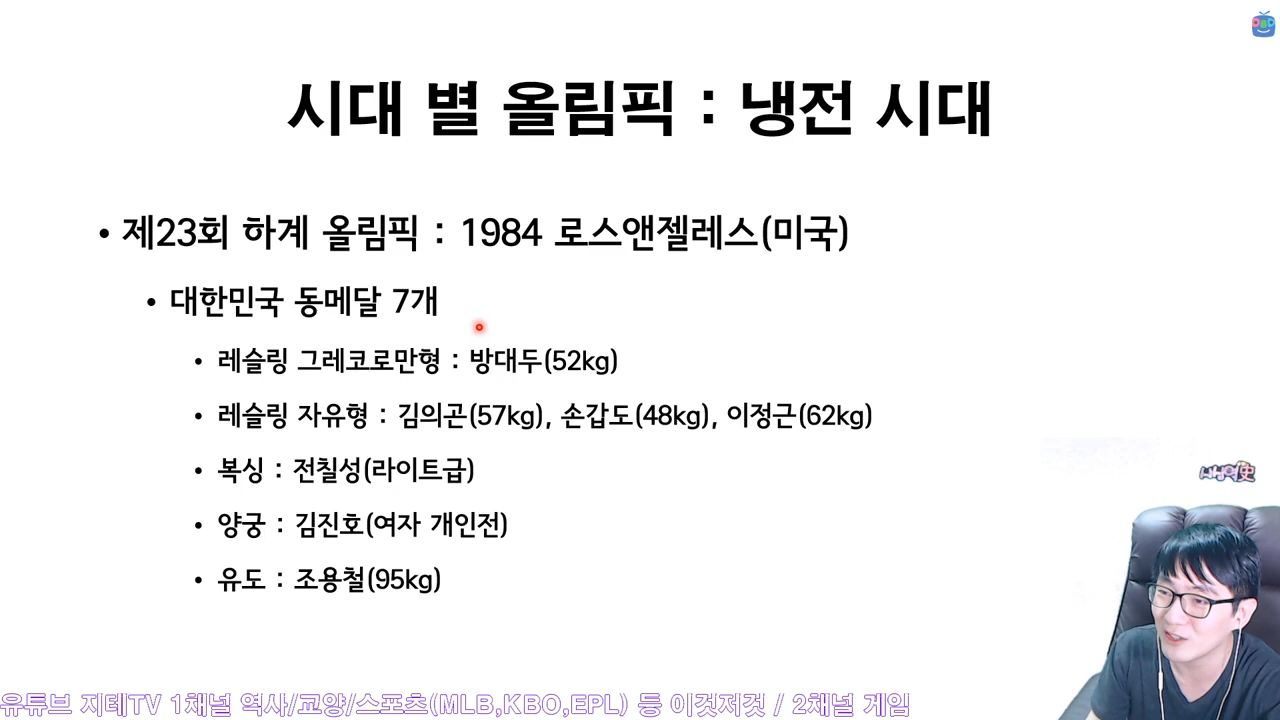 시대 별 올림픽 : 냉전 시대
• 제23회 하계 올림픽 : 1984 로스앤젤레스(미국)
• 대한민국 동메달 7개
• 레슬링 그레코로만형 : 방대두(52kg)
• 레슬링 자유형 : 김의곤(57kg), 손갑도(48kg), 이정근(62kg)
• 복싱 : 전칠성(라이트급)
• 양궁 : 김진호(여자 개인전)
• 유도 : 조용철(95kg)
유튜브 지테TV 1채널 역사/교양/스포츠(MLB,KBO,EPL) 등 이것저것 / 2채널 게임